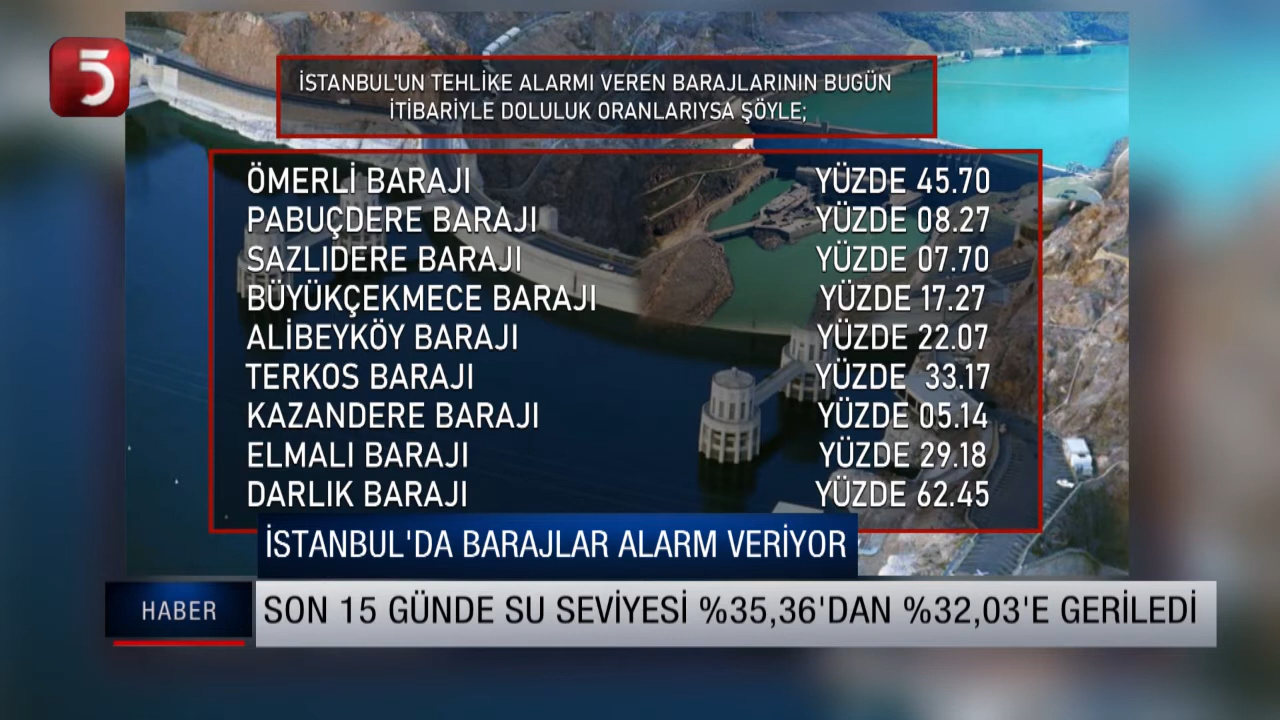 5
İSTANBUL'UN TEHLİKE ALARMI VEREN BARAJLARININ BUGÜN
İTİBARİYLE DOLULUK ORANLARIYSA ŞÖYLE;
ÖMERLİ BARAJI YÜZDE 45.70
PABUÇDERE BARAJI YÜZDE 08.27
SAZLIDERE BARAJI YÜZDE 07.70
BÜYÜKÇEKMECE BARAJI YÜZDE 17.27
ALİBEYKÖY BARAJI YÜZDE 22.07
TERKOS BARAJI YÜZDE 33.17
KAZANDERE BARAJI YÜZDE 05.14
ELMALI BARAJI YÜZDE 29.18
DARLIK BARAJI YÜZDE 62.45
İSTANBUL'DA BARAJLAR ALARM VERİYOR
HABER SON 15 GÜNDE SU SEVİYESİ %35,36'DAN %32,03'E GERİLEDİ